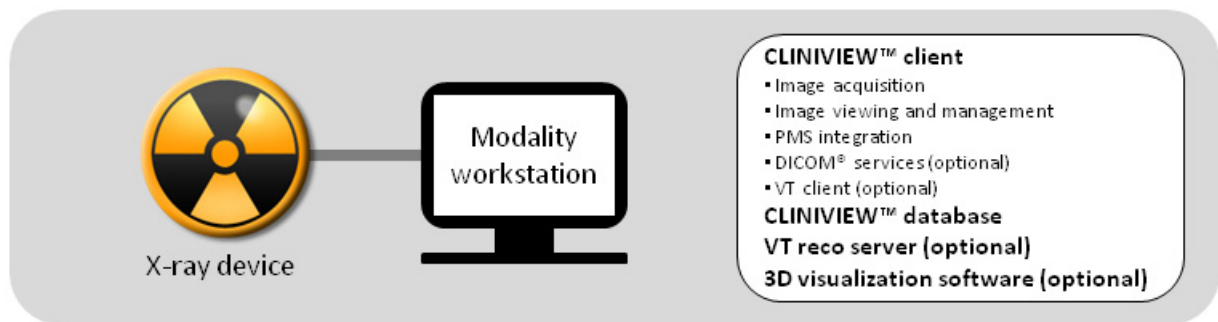 X-ray device
Modality
workstation
CLINIVIEW™ client
▪ Image acquisition
▪ Image viewing and management
▪ PMS integration
▪ DICOM® services (optional)
▪ VT client (optional)
CLINIVIEW™ database
VT reco server (optional)
3D visualization software (optional)